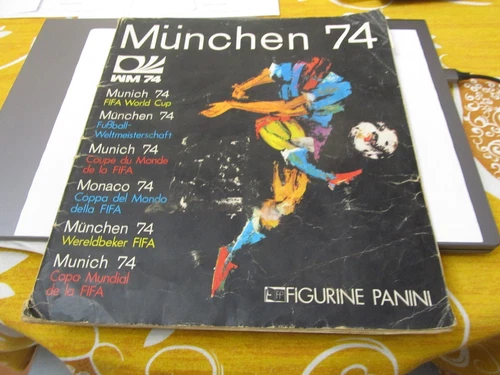 München 74
WM 74
Munich 74
FIFA World Cup
München 74
Fußball-
Weltmeisterschaft
Munich 74
Coupe du Monde
de la FIFA
Monaco 74
Coppa del Mondo
della FIFA
München 74
Wereldbeker FIFA
Munich 74
Copa Mundial
de la FIFA
FIGURINE PANINI